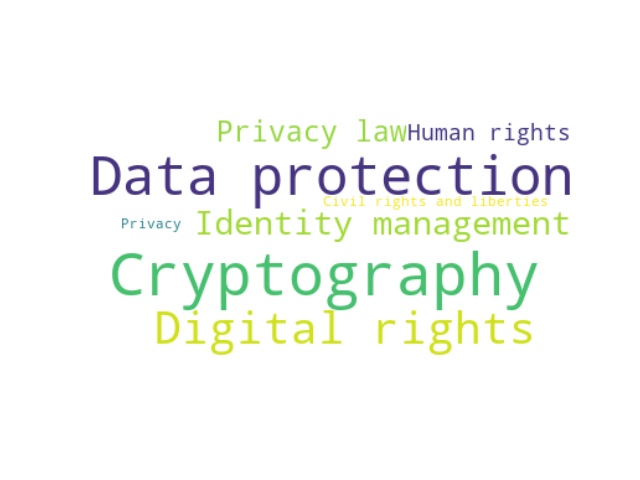 Privacy law
Human rights
Data protection
Civil rights and liberties
Privacy
Identity management
Cryptography
Digital rights